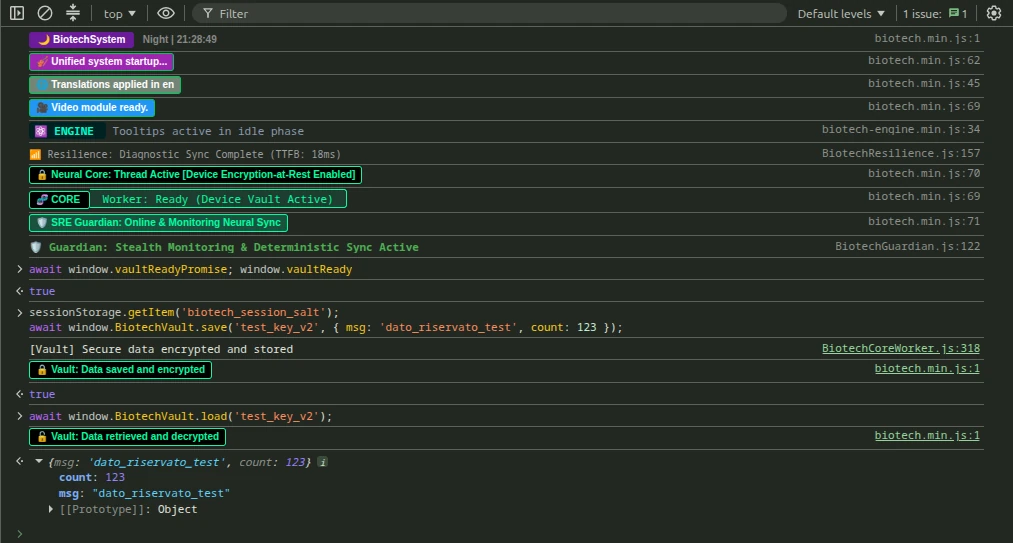 top ▼ Filter Default levels ▼ 1 issue: 1
BiotechSystem Night | 21:28:49 biotech.min.js:1
Unified system startup... biotech.min.js:62
Translations applied in en biotech.min.js:45
Video module ready. biotech.min.js:69
ENGINE Tooltips active in idle phase biotech-engine.min.js:34
Resilience: Diagnostic Sync Complete (TTFB: 18ms) BiotechResilience.js:157
Neural Core: Thread Active [Device Encryption-at-Rest Enabled] biotech.min.js:70
CORE Worker: Ready (Device Vault Active) biotech.min.js:69
SRE Guardian: Online & Monitoring Neural Sync biotech.min.js:71
Guardian: Stealth Monitoring & Deterministic Sync Active BiotechGuardian.js:122
> await window.vaultReadyPromise; window.vaultReady
true
> sessionStorage.getItem('biotech_session_salt');
await window.BiotechVault.save('test_key_v2', { msg: 'dato_riservato_test', count: 123 });
[Vault] Secure data encrypted and stored BiotechCoreWorker.js:318
Vault: Data saved and encrypted biotech.min.js:1
true
> await window.BiotechVault.load('test_key_v2');
Vault: Data retrieved and decrypted biotech.min.js:1
▼ {msg: 'dato_riservato_test', count: 123} i
count: 123
msg: "dato_riservato_test"
▶ [[Prototype]]: Object
>